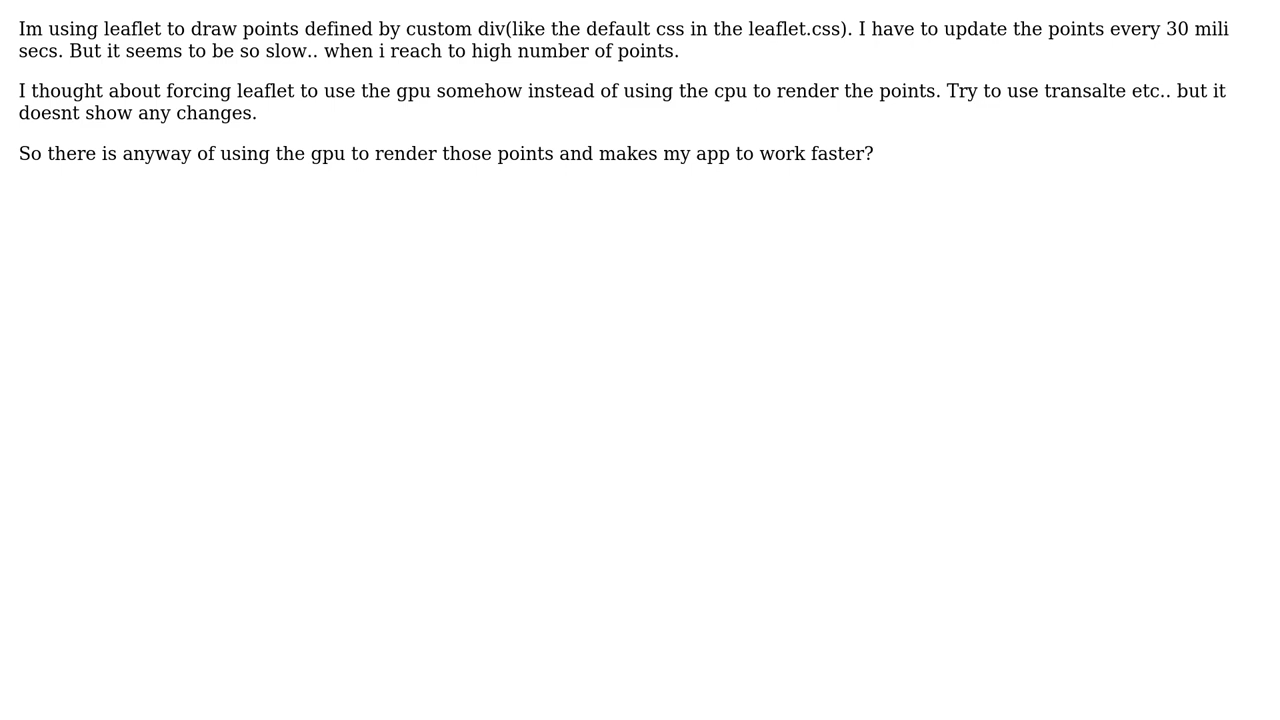 Im using leaflet to draw points defined by custom div(like the default css in the leaflet.css). I have to update the points every 30 mili
secs. But it seems to be so slow.. when i reach to high number of points.
I thought about forcing leaflet to use the gpu somehow instead of using the cpu to render the points. Try to use transalte etc.. but it
doesnt show any changes.
So there is anyway of using the gpu to render those points and makes my app to work faster?